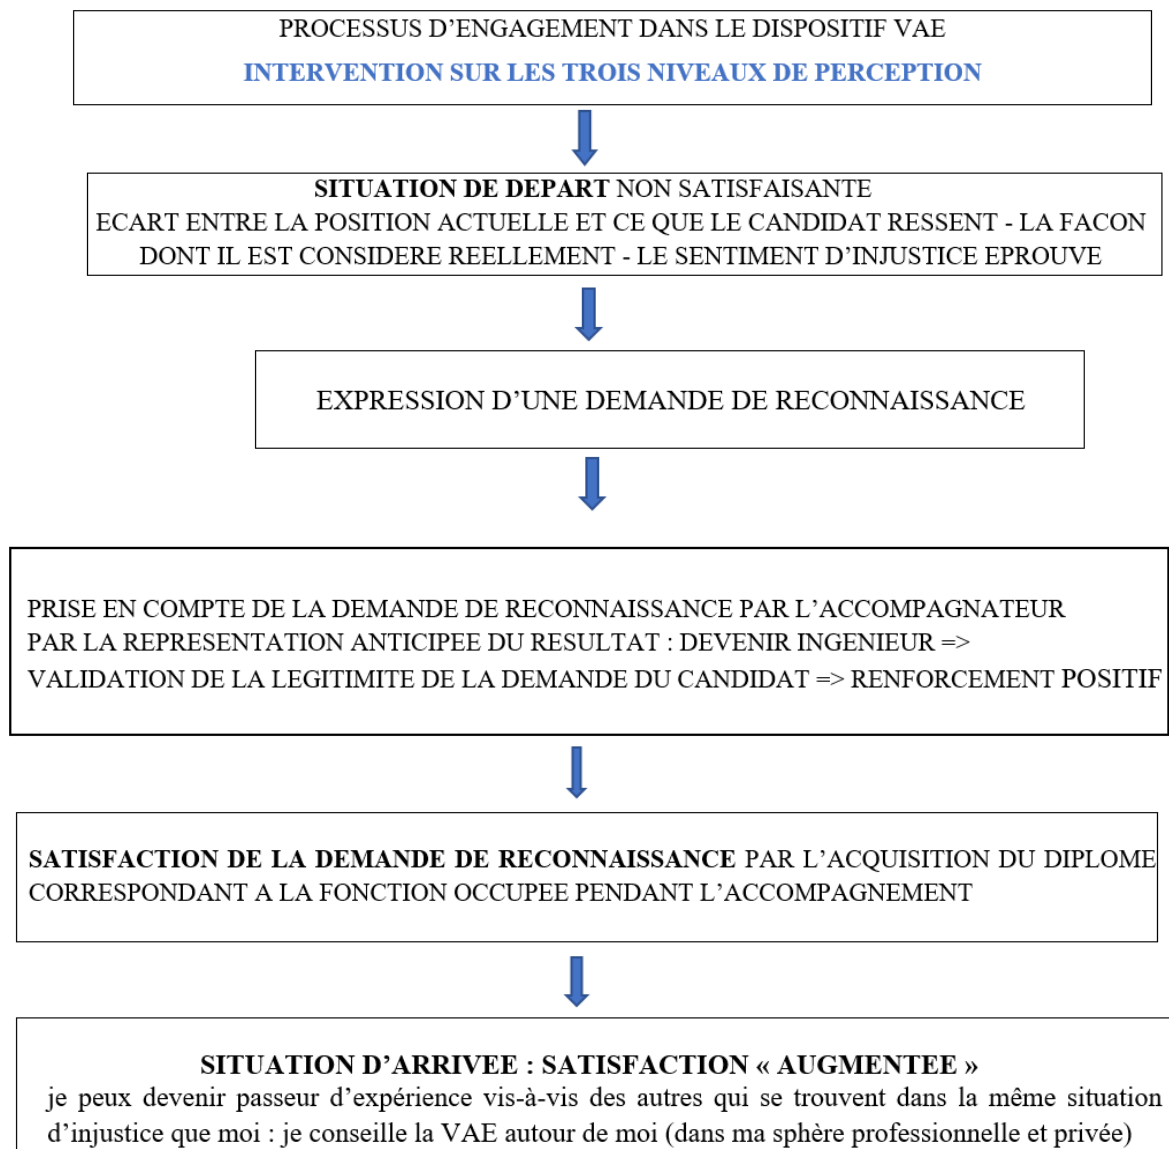 PROCESSUS D’ENGAGEMENT DANS LE DISPOSITIF VAE
INTERVENTION SUR LES TROIS NIVEAUX DE PERCEPTION
SITUATION DE DEPART NON SATISFAISANTE
ECART ENTRE LA POSITION ACTUELLE ET CE QUE LE CANDIDAT RESSENT - LA FACON
DONT IL EST CONSIDERE REELLEMENT - LE SENTIMENT D’INJUSTICE EPROUVE
EXPRESSION D’UNE DEMANDE DE RECONNAISSANCE
PRISE EN COMPTE DE LA DEMANDE DE RECONNAISSANCE PAR L’ACCOMPAGNATEUR
PAR LA REPRESENTATION ANTICIPEE DU RESULTAT : DEVENIR INGENIEUR =>
VALIDATION DE LA LEGITIMITE DE LA DEMANDE DU CANDIDAT => RENFORCEMENT POSITIF
SATISFACTION DE LA DEMANDE DE RECONNAISSANCE PAR L’ACQUISITION DU DIPLOME
CORRESPONDANT A LA FONCTION OCCUPEE PENDANT L’ACCOMPAGNEMENT
SITUATION D’ARRIVEE : SATISFACTION « AUGMENTEE »
je peux devenir passeur d’expérience vis-à-vis des autres qui se trouvent dans la même situation
d’injustice que moi : je conseille la VAE autour de moi (dans ma sphère professionnelle et privée)